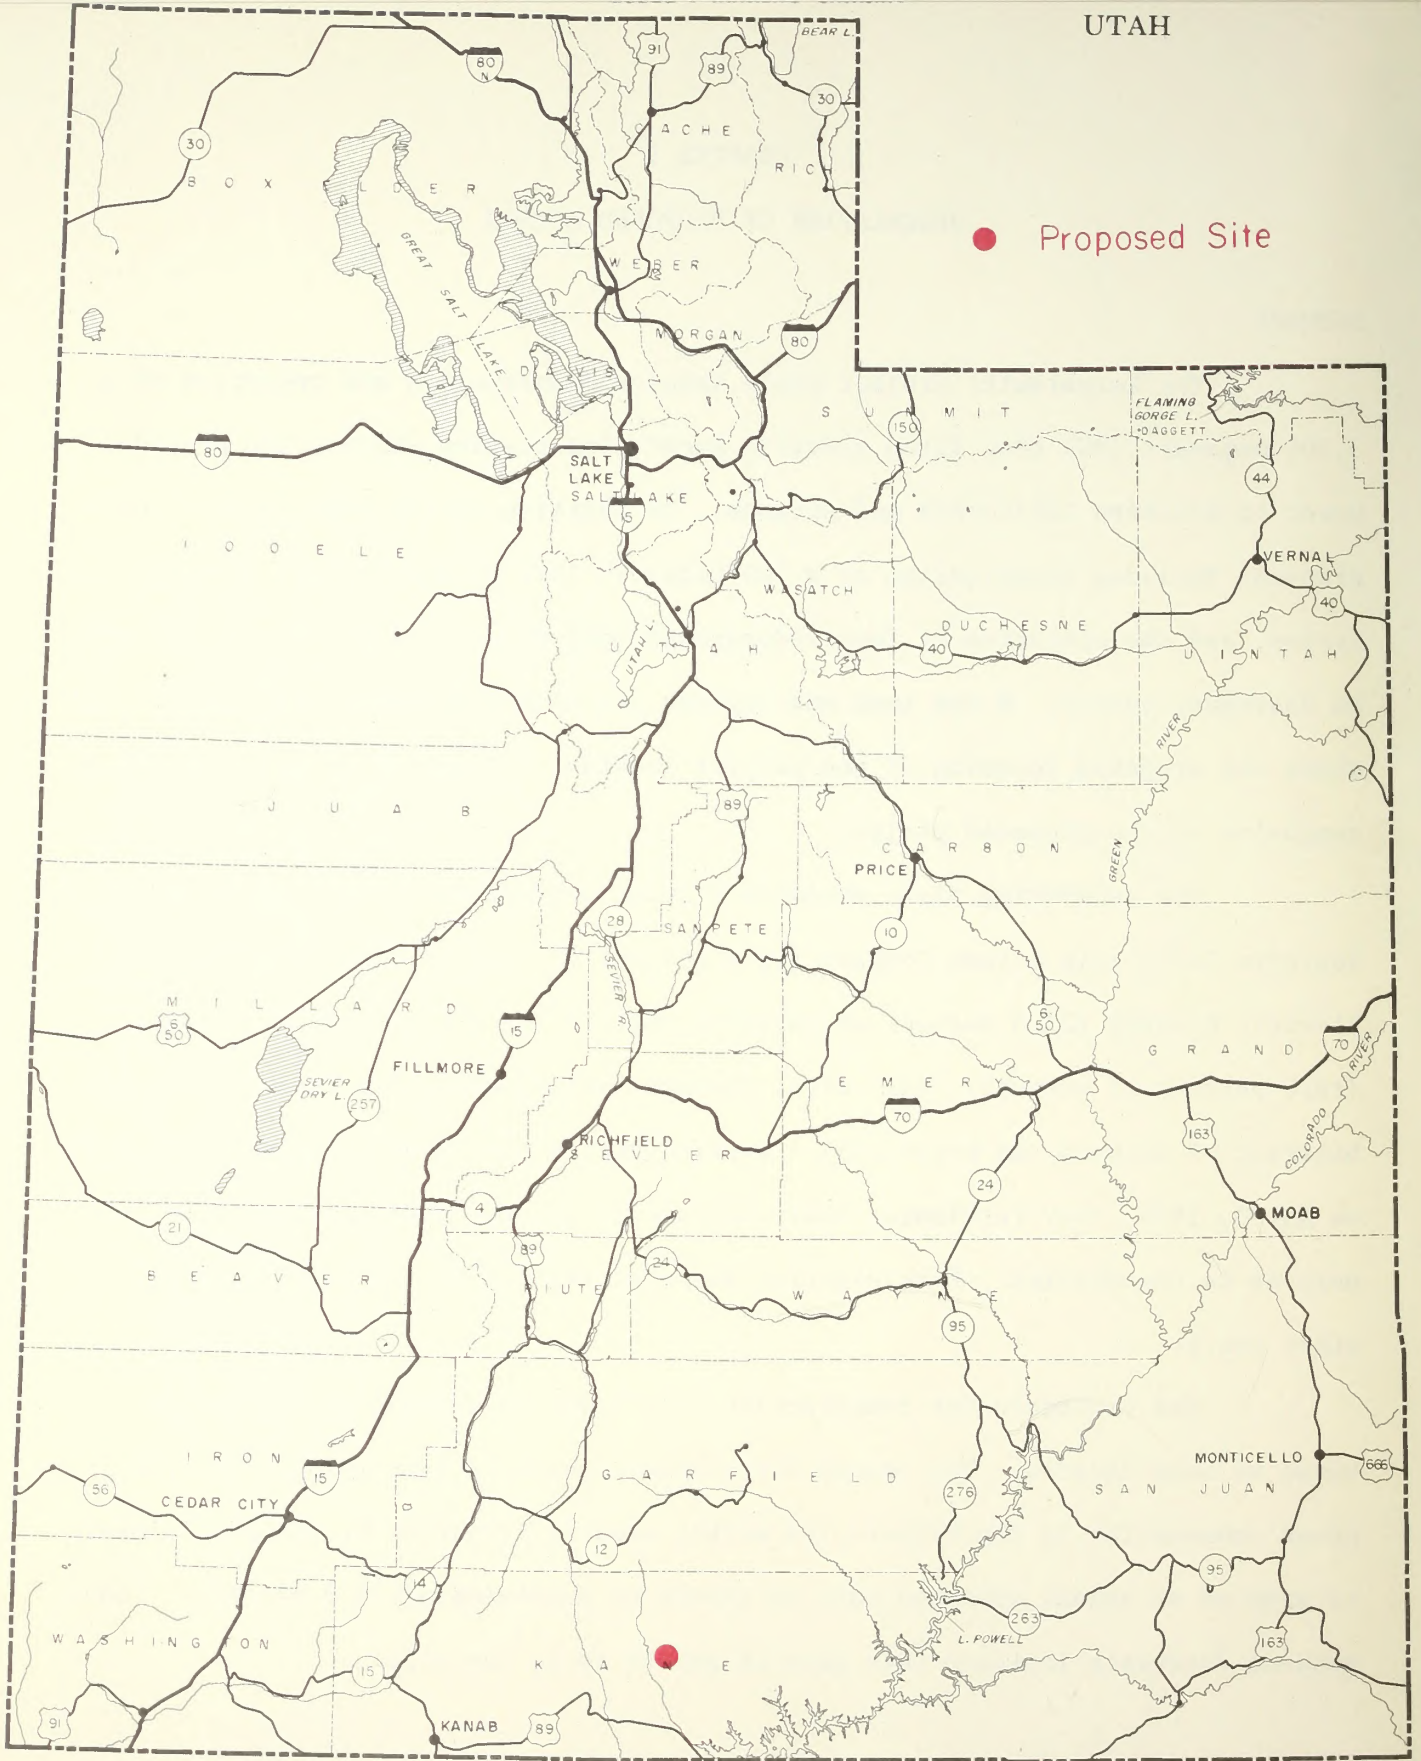 UTAH
Proposed Site
BEAR L.
80
N
91
89
30
30
CACHE
RICH
BOX ELDER
GREAT SALT LAKE
WEBER
MORGAN
80
DAVIS
SUMMIT
FLAMING
GORGE L.
DAGGETT
150
80
SALT
LAKE
SALT LAKE
44
15
TOOELE
VERNAL
40
WASATCH
DUCHESNE
40
UTAH L.
UTAH
UINTAH
GREEN RIVER
JUAB
89
CARBON
PRICE
28
SANPETE
10
SEVIER R.
MILLARD
6
50
15
6
50
70
GRAND
COLORADO RIVER
FILLMORE
SEVIER
DRY L.
257
EMERY
70
163
RICHFIELD
SEVIER
24
4
21
MOAB
89
24
BEAVER
PIUTE
WAYNE
95
IRON
15
56
CEDAR CITY
GARFIELD
276
MONTICELLO
666
SAN JUAN
12
14
95
263
L. POWELL
163
WASHINGTON
15
KANE
91
KANAB
89